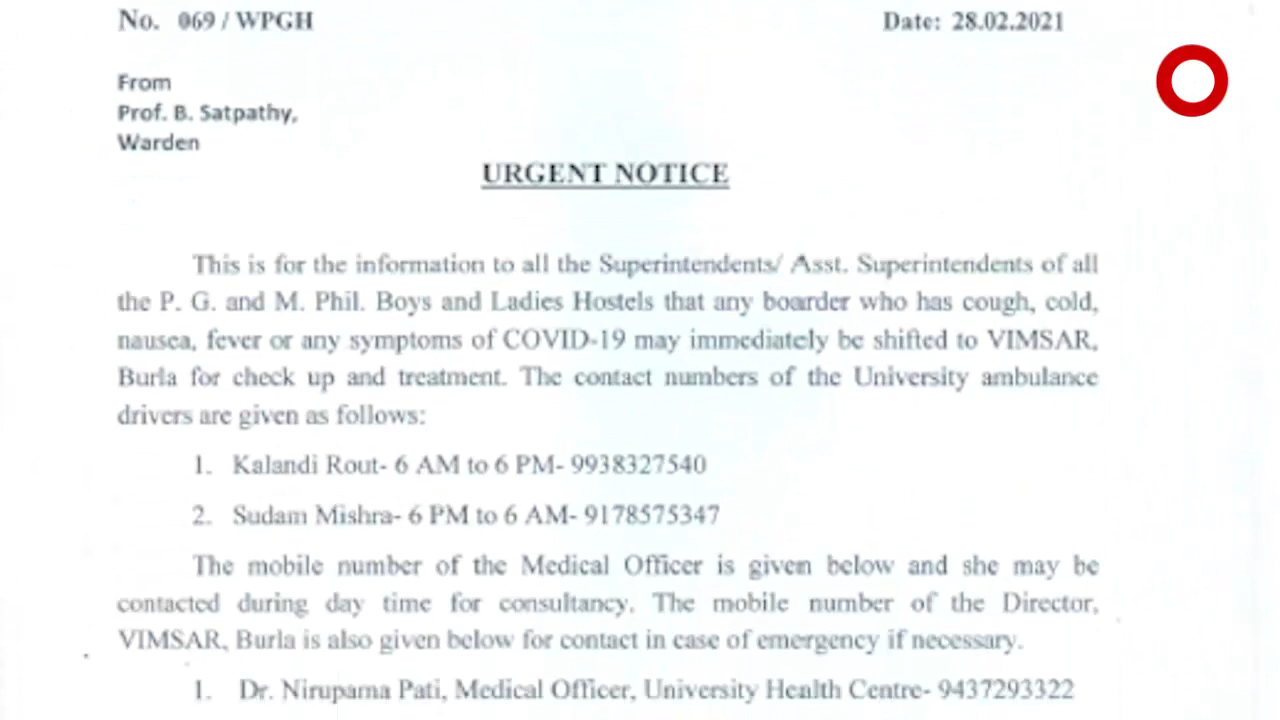 No. 069 / WPGH
Date: 28.02.2021
From
Prof. B. Satpathy,
Warden
URGENT NOTICE
This is for the information to all the Superintendents/ Asst. Superintendents of all
the P. G. and M. Phil. Boys and Ladies Hostels that any boarder who has cough, cold,
nausea, fever or any symptoms of COVID-19 may immediately be shifted to VIMSAR,
Burla for check up and treatment. The contact numbers of the University ambulance
drivers are given as follows:
1. Kalandi Rout- 6 AM to 6 PM- 9938327540
2. Sudam Mishra- 6 PM to 6 AM- 9178575347
The mobile number of the Medical Officer is given below and she may be
contacted during day time for consultancy. The mobile number of the Director,
VIMSAR, Burla is also given below for contact in case of emergency if necessary.
1. Dr. Nirupama Pati, Medical Officer, University Health Centre- 9437293322